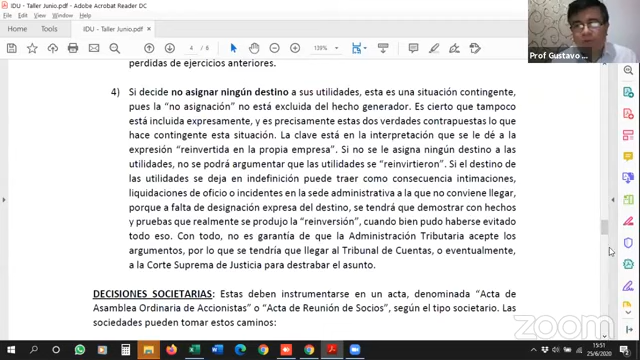 IDU - Taller Junio.pdf - Adobe Acrobat Reader DC
File Edit View Window Help
Home Tools IDU - Taller Junio.pdf ×
4 / 6 139%
pérdidas de ejercicios anteriores.
4) Si decide no asignar ningún destino a sus utilidades, esta es una situación contingente,
pues la “no asignación” no está excluida del hecho generador. Es cierto que tampoco
está incluida expresamente, y es precisamente estas dos verdades contrapuestas lo que
hace contingente esta situación. La clave está en la interpretación que se le dé a la
expresión “reinvertida en la propia empresa”. Si no se le asigna ningún destino a las
utilidades, no se podrá argumentar que las utilidades se “reinvirtieron”. Si el destino de
las utilidades se deja en indefinición puede traer como consecuencia intimaciones,
liquidaciones de oficio o incidentes en la sede administrativa a la que no conviene llegar,
porque a falta de designación expresa del destino, se tendrá que demostrar con hechos
y pruebas que realmente se produjo la “reinversión”, cuando bien pudo haberse evitado
todo eso. Con todo, no es garantía de que la Administración Tributaria acepte los
argumentos, por lo que se tendría que llegar al Tribunal de Cuentas, o eventualmente,
a la Corte Suprema de Justicia para destrabar el asunto.
DECISIONES SOCIETARIAS: Estas deben instrumentarse en un acta, denominada “Acta de
Asamblea Ordinaria de Accionistas” o “Acta de Reunión de Socios”, según el tipo societario. Las
sociedades pueden tomar estos caminos:
Prof Gustavo
zoom
15:51
25/6/2020